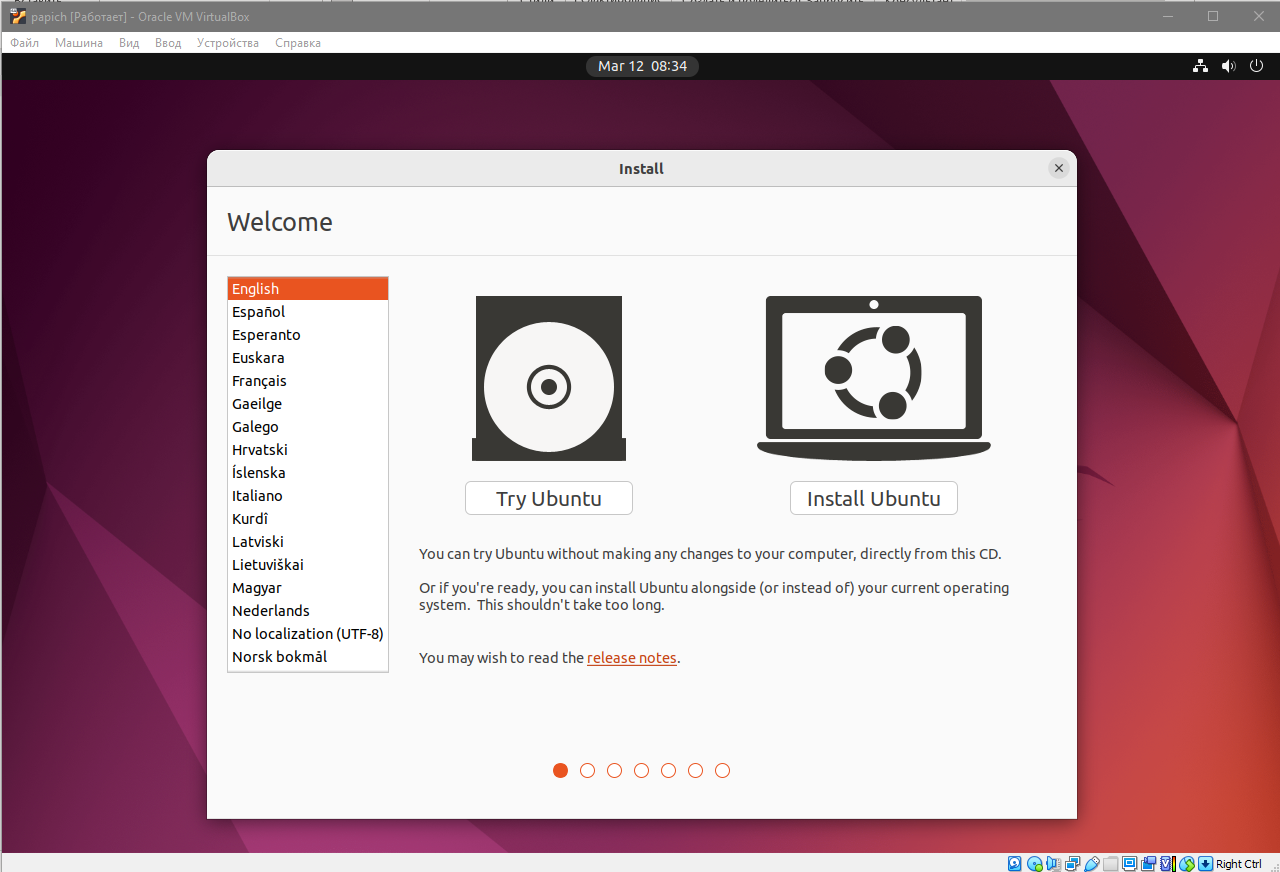 papich [Работает] - Oracle VM VirtualBox
Файл Машина Вид Ввод Устройства Справка
Mar 12 08:34
Install
Welcome
English
Español
Esperanto
Euskara
Français
Gaeilge
Galego
Hrvatski
Íslenska
Italiano
Kurdî
Latviski
Lietuviškai
Magyar
Nederlands
No localization (UTF-8)
Norsk bokmål
Try Ubuntu
Install Ubuntu
You can try Ubuntu without making any changes to your computer, directly from this CD.
Or if you're ready, you can install Ubuntu alongside (or instead of) your current operating
system. This shouldn't take too long.
You may wish to read the release notes.
Right Ctrl